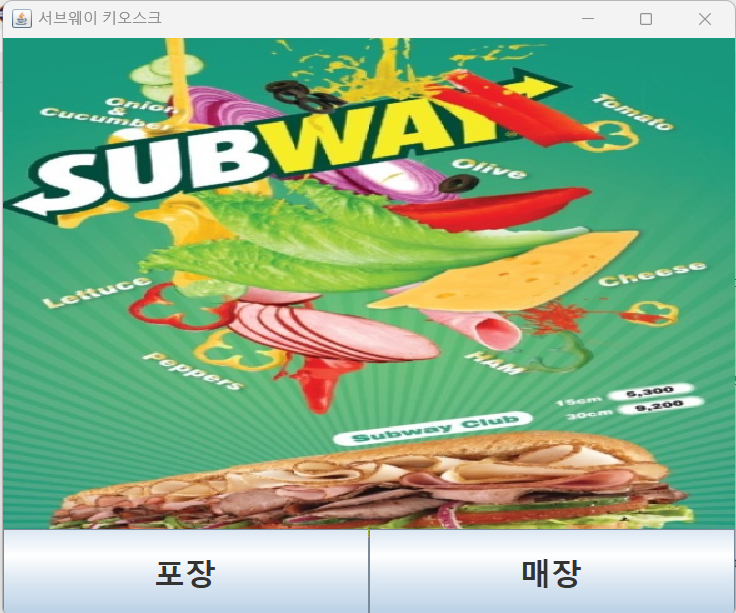 서브웨이 키오스크
Onion
&
Cucumber
Tomato
SUBWAY
Olive
Lettuce
Cheese
Peppers
HAM
15cm 5,300
30cm 9,200
Subway Club
포장
매장